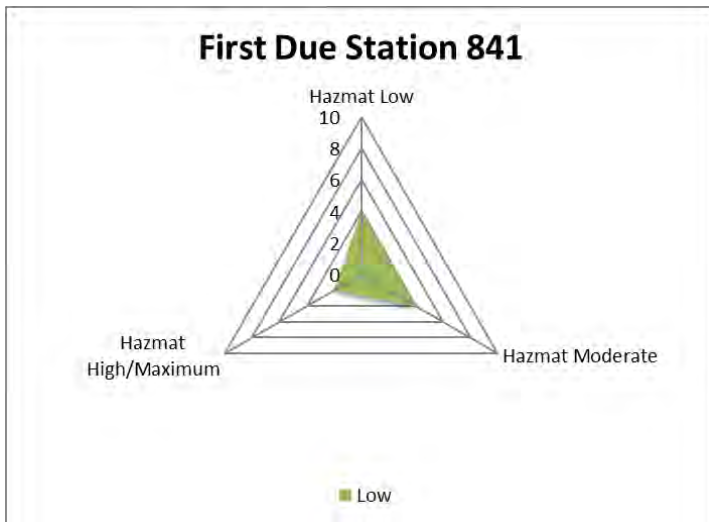 First Due Station 841
Hazmat Low
10
8
6
4
2
0
Hazmat
High/Maximum
Hazmat Moderate
Low